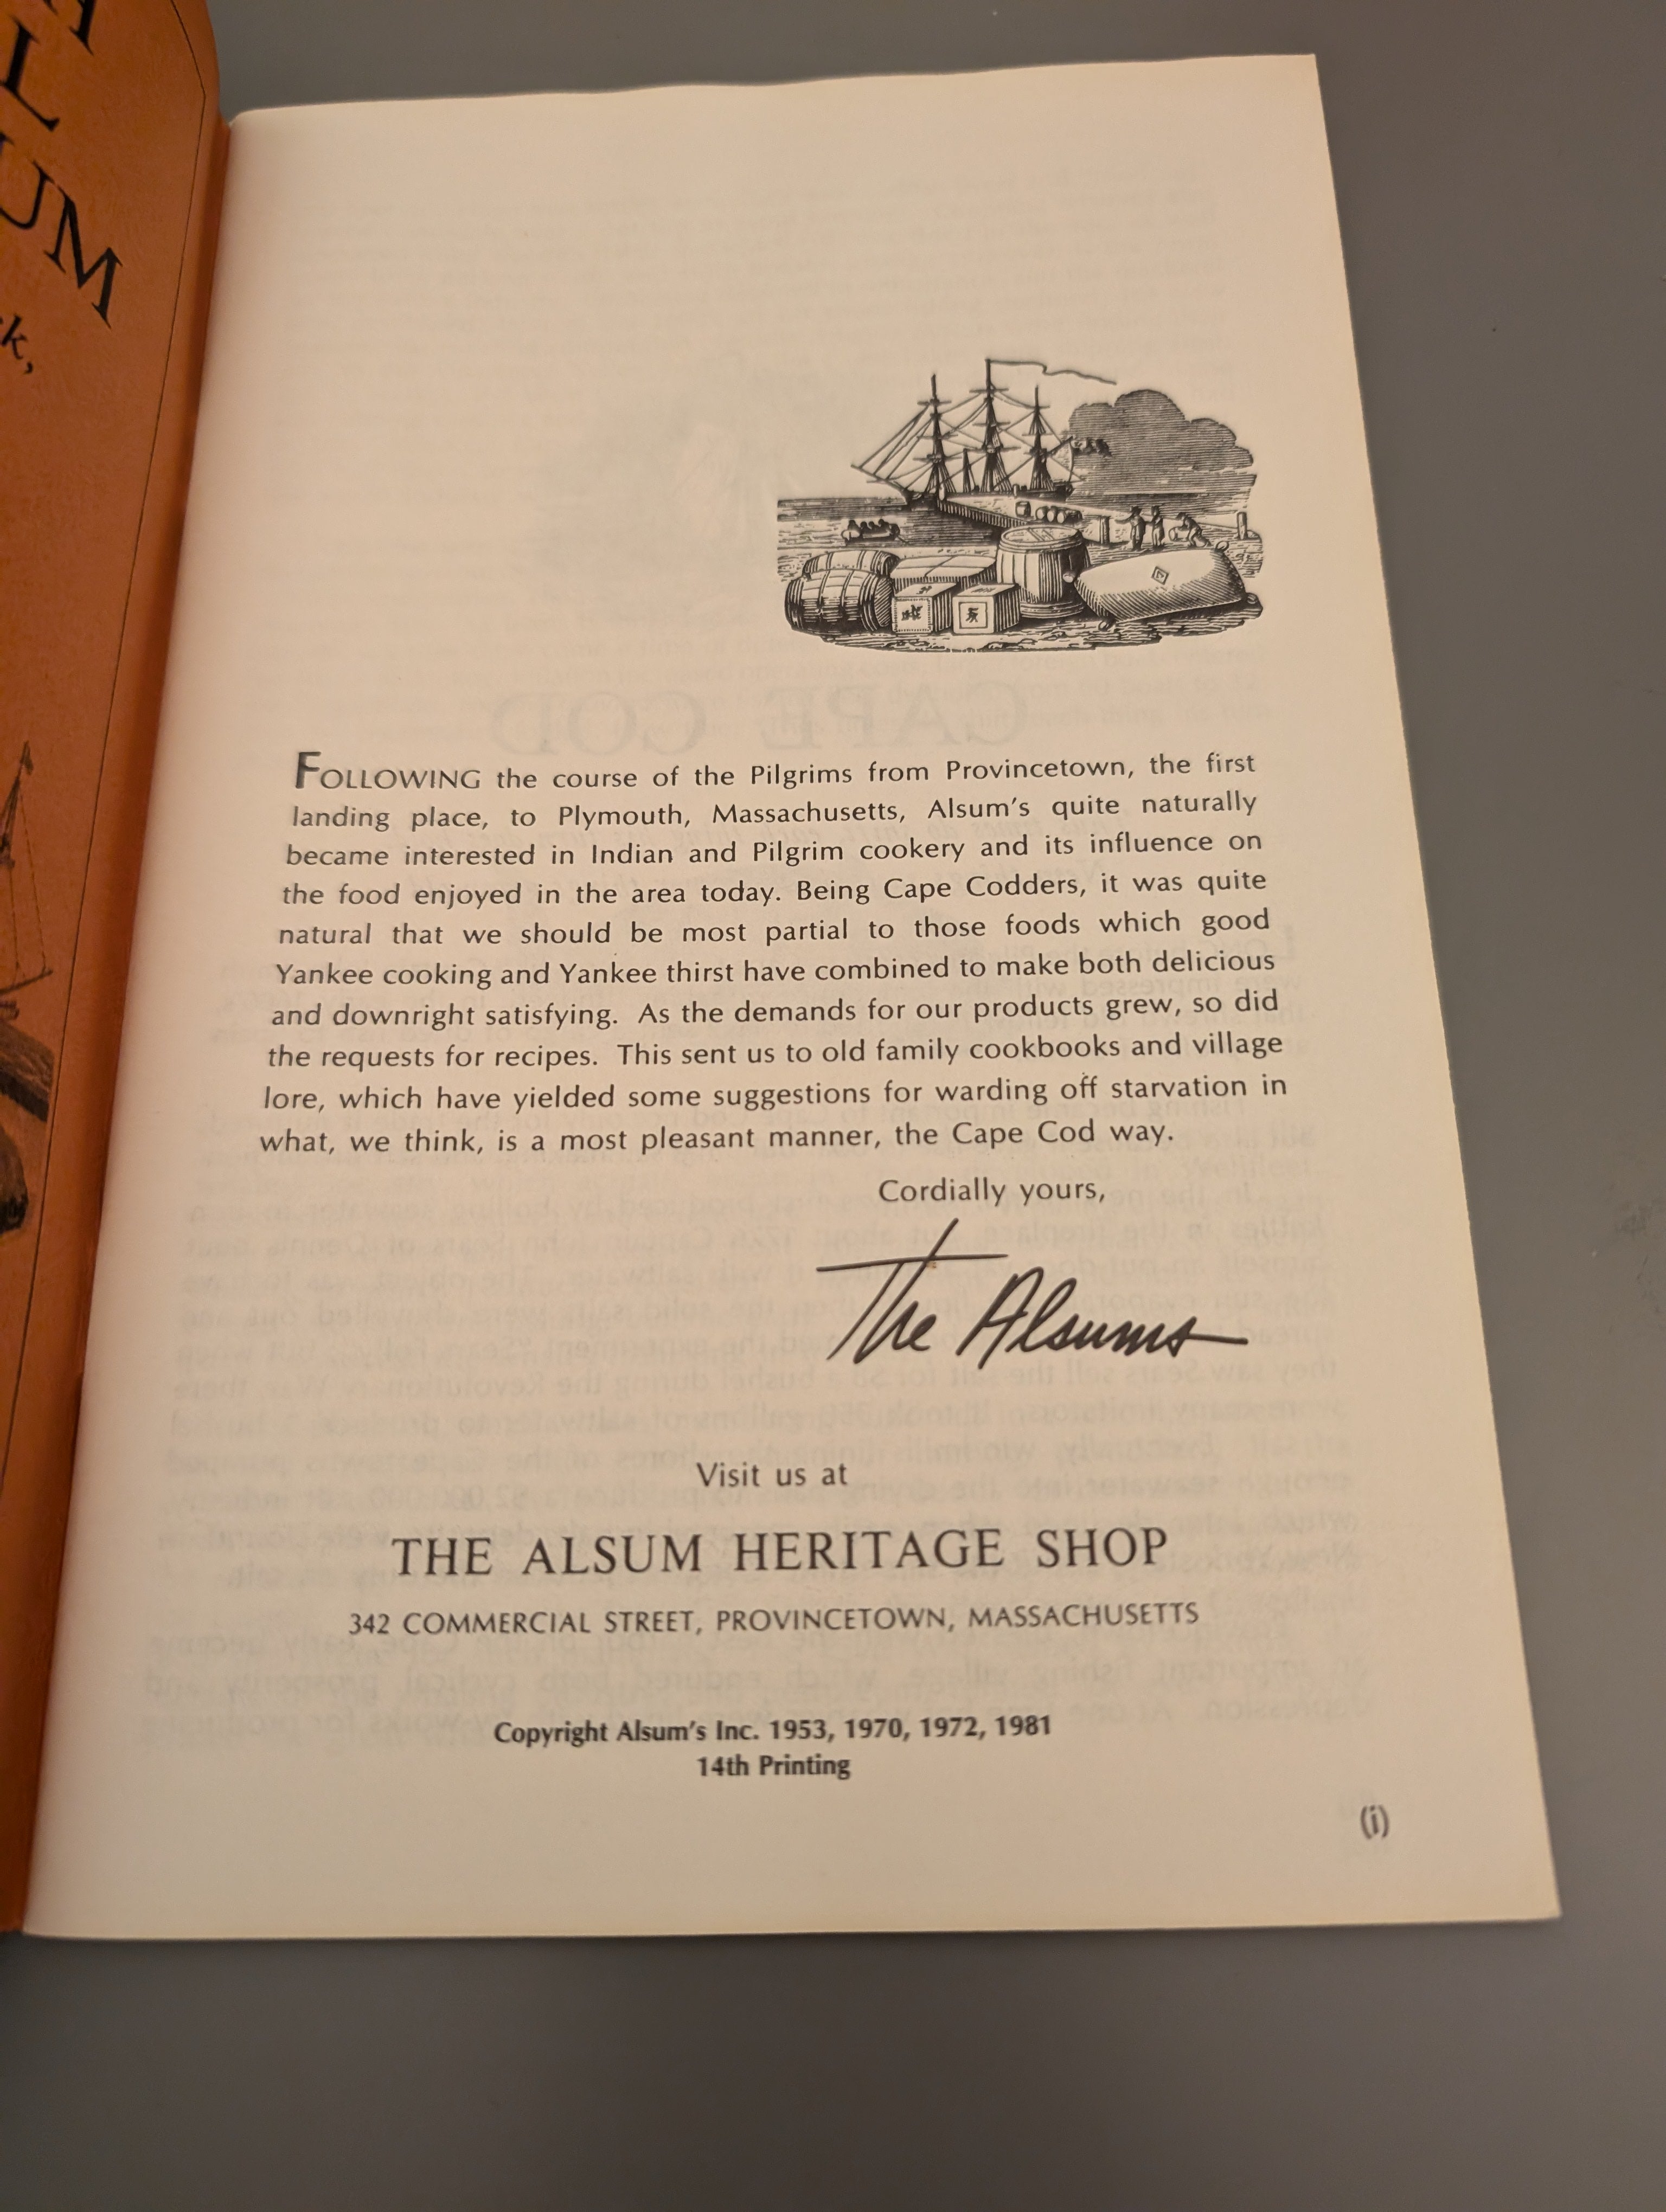 UM
k,
FOLLOWING the course of the Pilgrims from Provincetown, the first
landing place, to Plymouth, Massachusetts, Alsum's quite naturally
became interested in Indian and Pilgrim cookery and its influence on
the food enjoyed in the area today. Being Cape Codders, it was quite
natural that we should be most partial to those foods which good
Yankee cooking and Yankee thirst have combined to make both delicious
and downright satisfying. As the demands for our products grew, so did
the requests for recipes. This sent us to old family cookbooks and village
lore, which have yielded some suggestions for warding off starvation in
what, we think, is a most pleasant manner, the Cape Cod way.
Cordially yours,
The Alsums
Visit us at
THE ALSUM HERITAGE SHOP
342 COMMERCIAL STREET, PROVINCETOWN, MASSACHUSETTS
Copyright Alsum's Inc. 1953, 1970, 1972, 1981
14th Printing
(i)